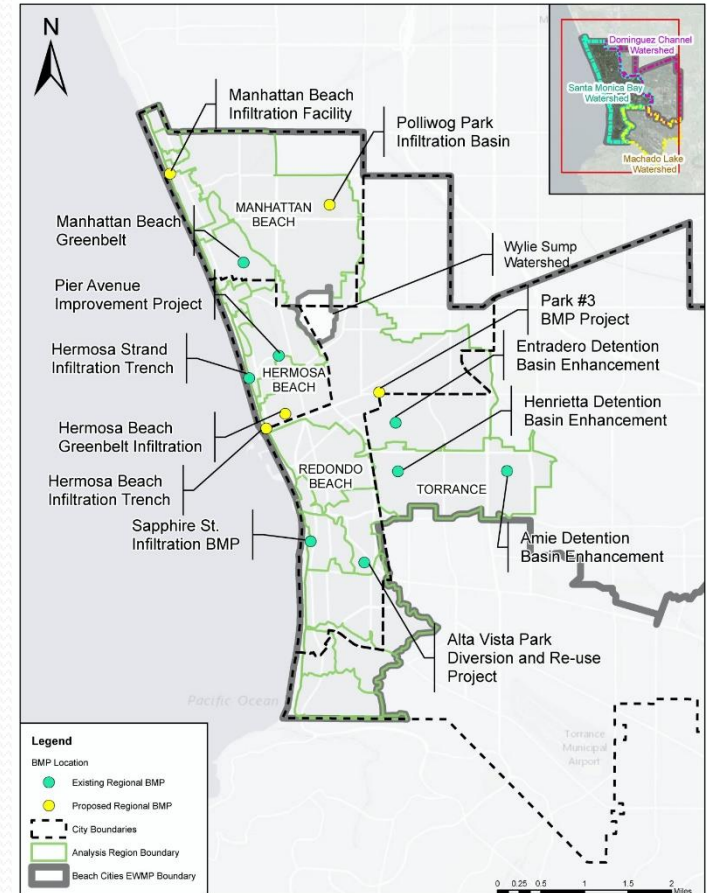 N
Dominguez Channel
Watershed
Santa Monica Bay
Watershed
Machado Lake
Watershed
Manhattan Beach
Infiltration Facility
Polliwog Park
Infiltration Basin
MANHATTAN
BEACH
Manhattan Beach
Greenbelt
Wylie Sump
Watershed
Pier Avenue
Improvement Project
Park #3
BMP Project
Hermosa Strand
Infiltration Trench
HERMOSA
BEACH
Entradero Detention
Basin Enhancement
Henrietta Detention
Basin Enhancement
Hermosa Beach
Greenbelt Infiltration
Hermosa Beach
Infiltration Trench
REDONDO
BEACH
TORRANCE
Sapphire St.
Infiltration BMP
Amie Detention
Basin Enhancement
Alta Vista Park
Diversion and Re-use
Project
Pacific Ocean
Torrance
Municipal
Airport
Legend
BMP Location
Existing Regional BMP
Proposed Regional BMP
City Boundaries
Analysis Region Boundary
Beach Cities EWMP Boundary
0 0.25 0.5 1 1.5 2
Miles